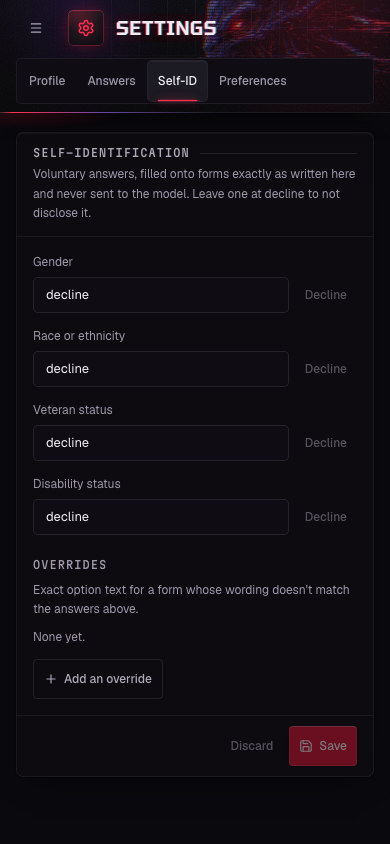 SETTINGS
Profile
Answers
Self-ID
Preferences
SELF-IDENTIFICATION
Voluntary answers, filled onto forms exactly as written here
and never sent to the model. Leave one at decline to not
disclose it.
Gender
decline
Decline
Race or ethnicity
decline
Decline
Veteran status
decline
Decline
Disability status
decline
Decline
OVERRIDES
Exact option text for a form whose wording doesn't match
the answers above.
None yet.
Add an override
Discard
Save